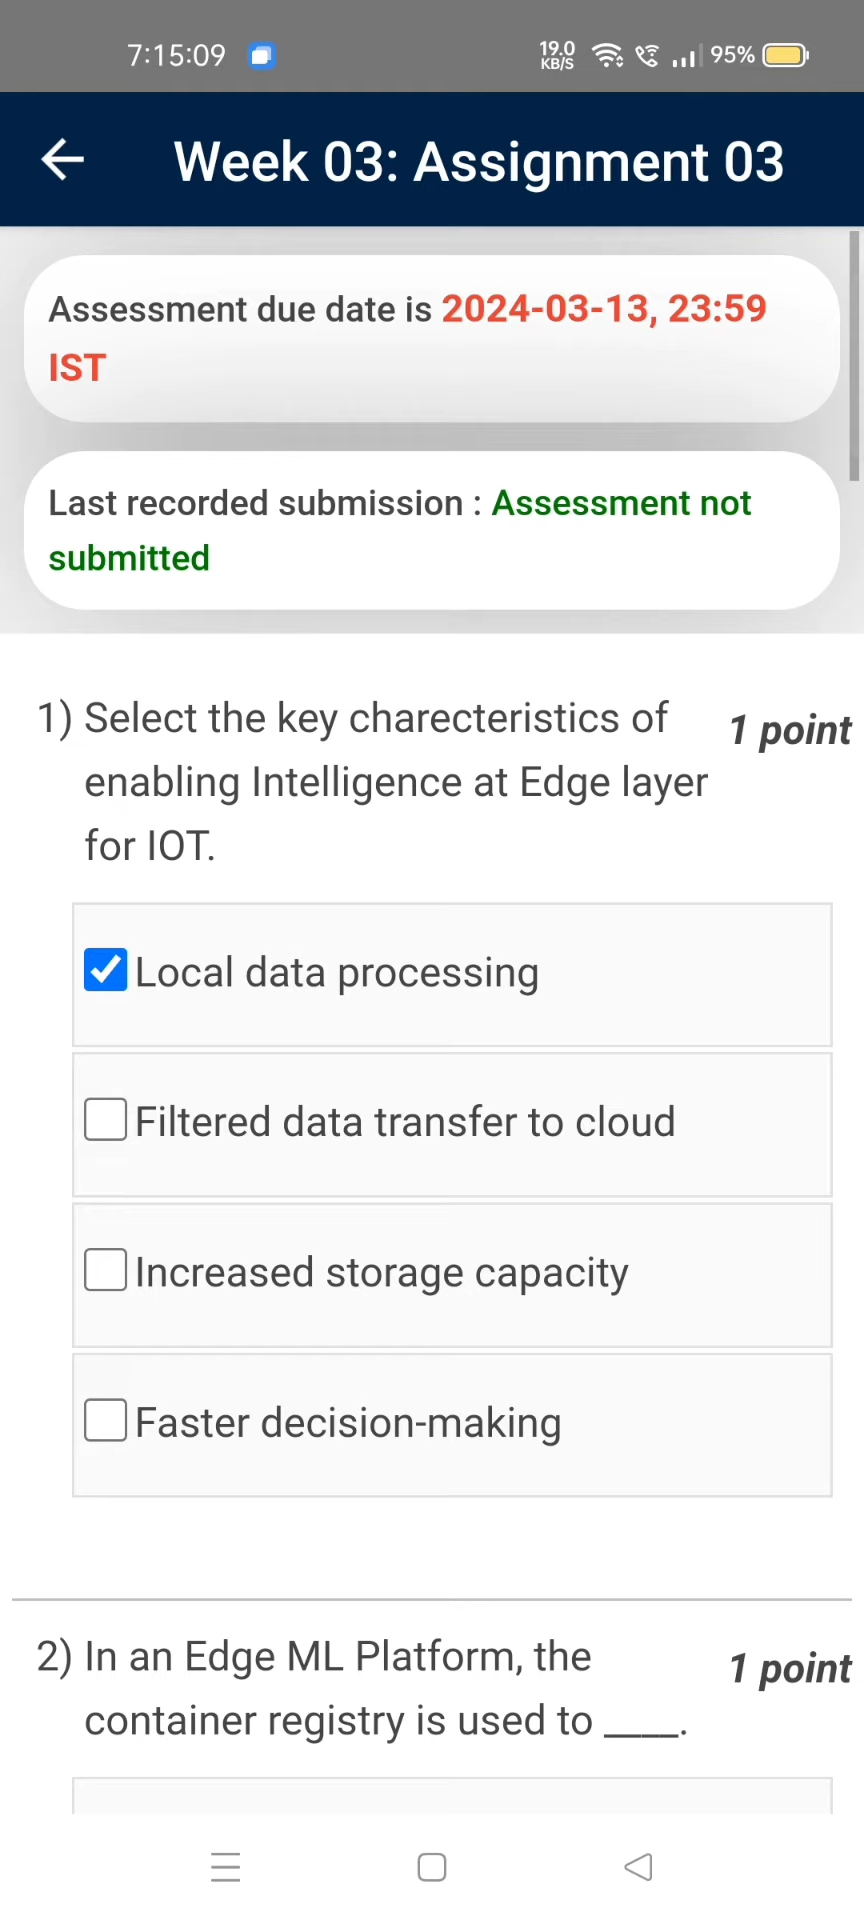 7:15:09
19.0
KB/S
95%
Week 03: Assignment 03
Assessment due date is 2024-03-13, 23:59
IST
Last recorded submission : Assessment not
submitted
1) Select the key charecteristics of
1 point
enabling Intelligence at Edge layer
for IOT.
Local data processing
Filtered data transfer to cloud
Increased storage capacity
Faster decision-making
2) In an Edge ML Platform, the
1 point
container registry is used to ____.